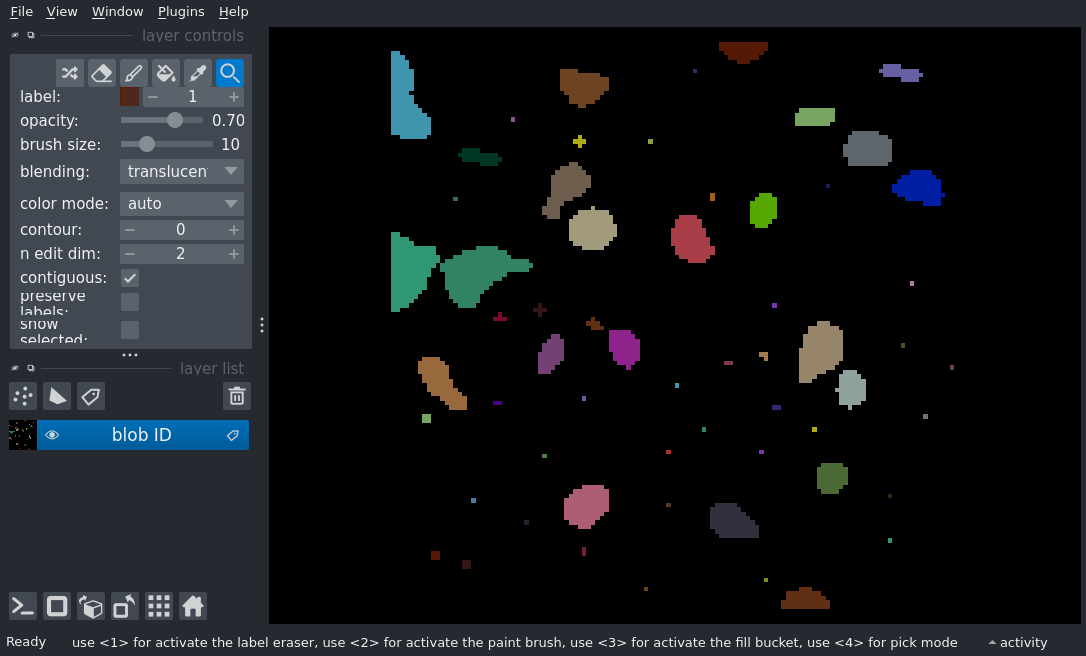 File View Window Plugins Help
layer controls
label: 1
opacity: 0.70
brush size: 10
blending: translucen
color mode: auto
contour: 0
n edit dim: 2
contiguous:
preserve
labels:
show
selected:
layer list
blob ID
Ready use <1> for activate the label eraser, use <2> for activate the paint brush, use <3> for activate the fill bucket, use <4> for pick mode activity